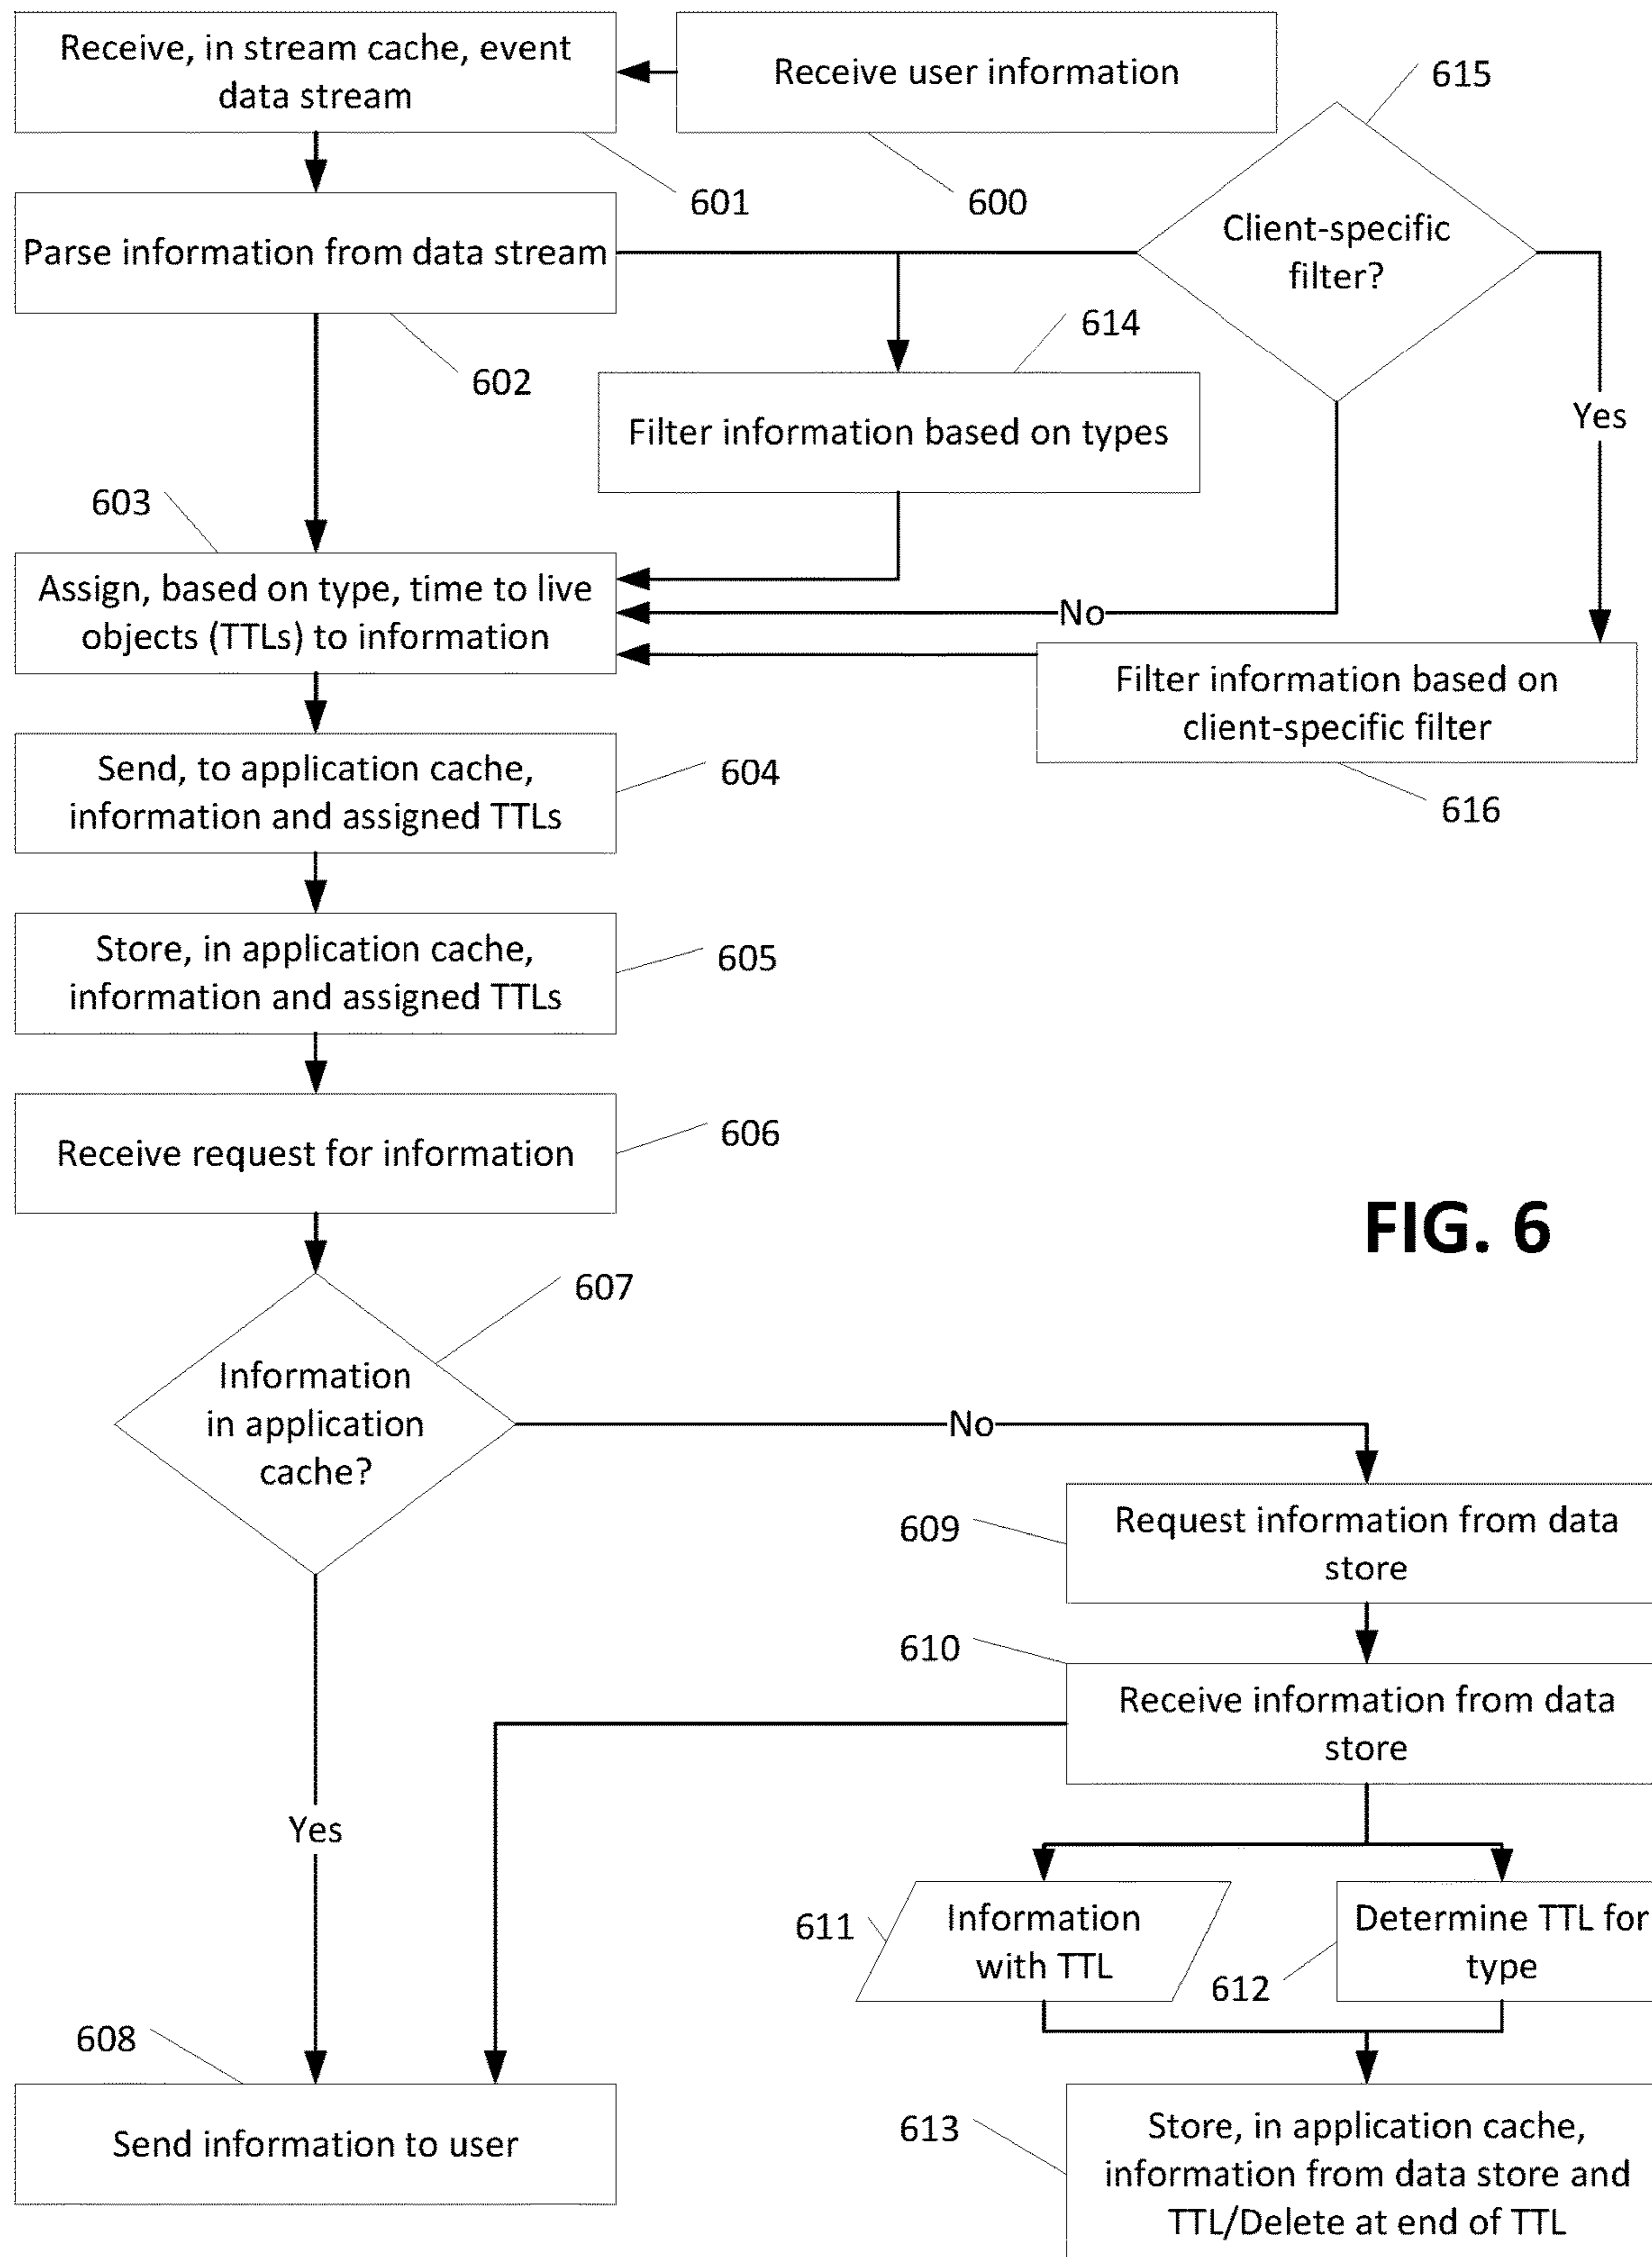 Receive, in stream cache, event
data stream
Receive user information
615
601
600
Client-specific
filter?
Parse information from data stream
614
602
Yes
Filter information based on types
603
Assign, based on type, time to live
objects (TTLs) to information
No
Filter information based on
client-specific filter
616
Send, to application cache,
information and assigned TTLs
604
Store, in application cache,
information and assigned TTLs
605
Receive request for information
606
FIG. 6
607
Information
in application
cache?
No
609
Request information from data
store
610
Receive information from data
store
Yes
611
Information
with TTL
612
Determine TTL for
type
608
Send information to user
613
Store, in application cache,
information from data store and
TTL/Delete at end of TTL